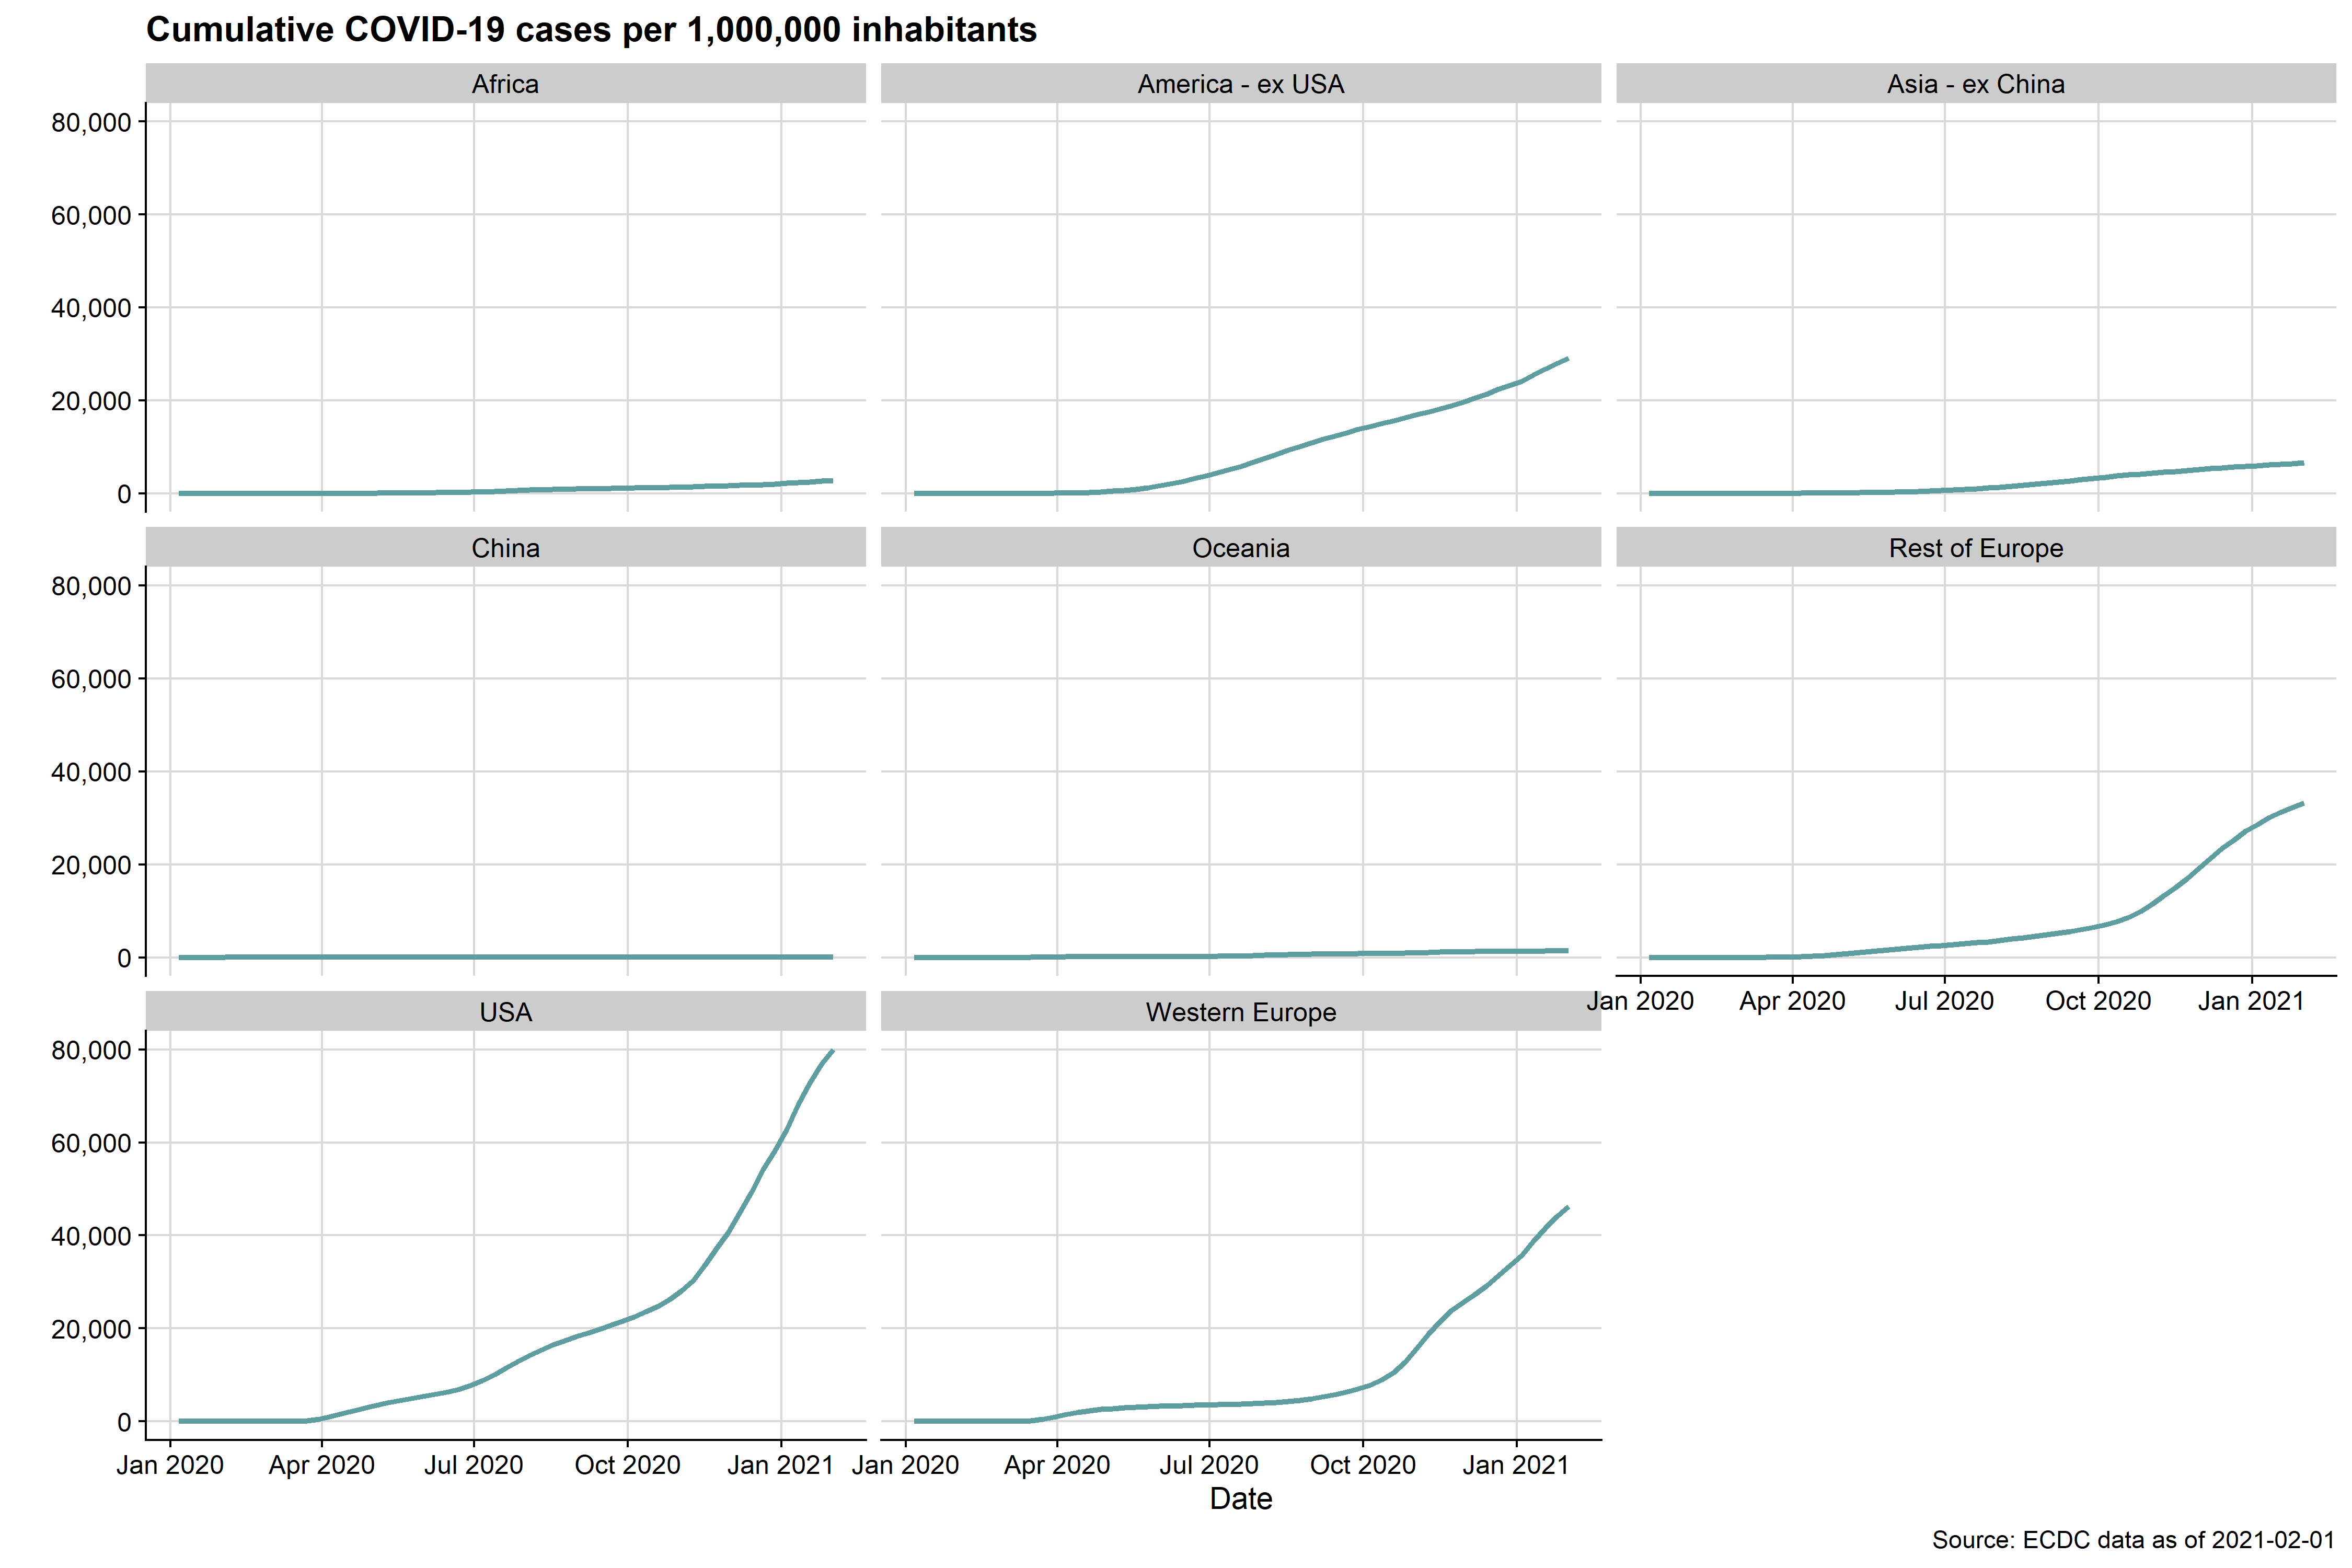 Cumulative COVID-19 cases per 1,000,000 inhabitants
Africa
America - ex USA
Asia - ex China
80,000
60,000
40,000
20,000
0
China
Oceania
Rest of Europe
80,000
60,000
40,000
20,000
0
Jan 2020 Apr 2020 Jul 2020 Oct 2020 Jan 2021
USA
Western Europe
80,000
60,000
40,000
20,000
0
Jan 2020 Apr 2020 Jul 2020 Oct 2020 Jan 2021
Jan 2020 Apr 2020 Jul 2020 Oct 2020 Jan 2021
Date
Source: ECDC data as of 2021-02-01